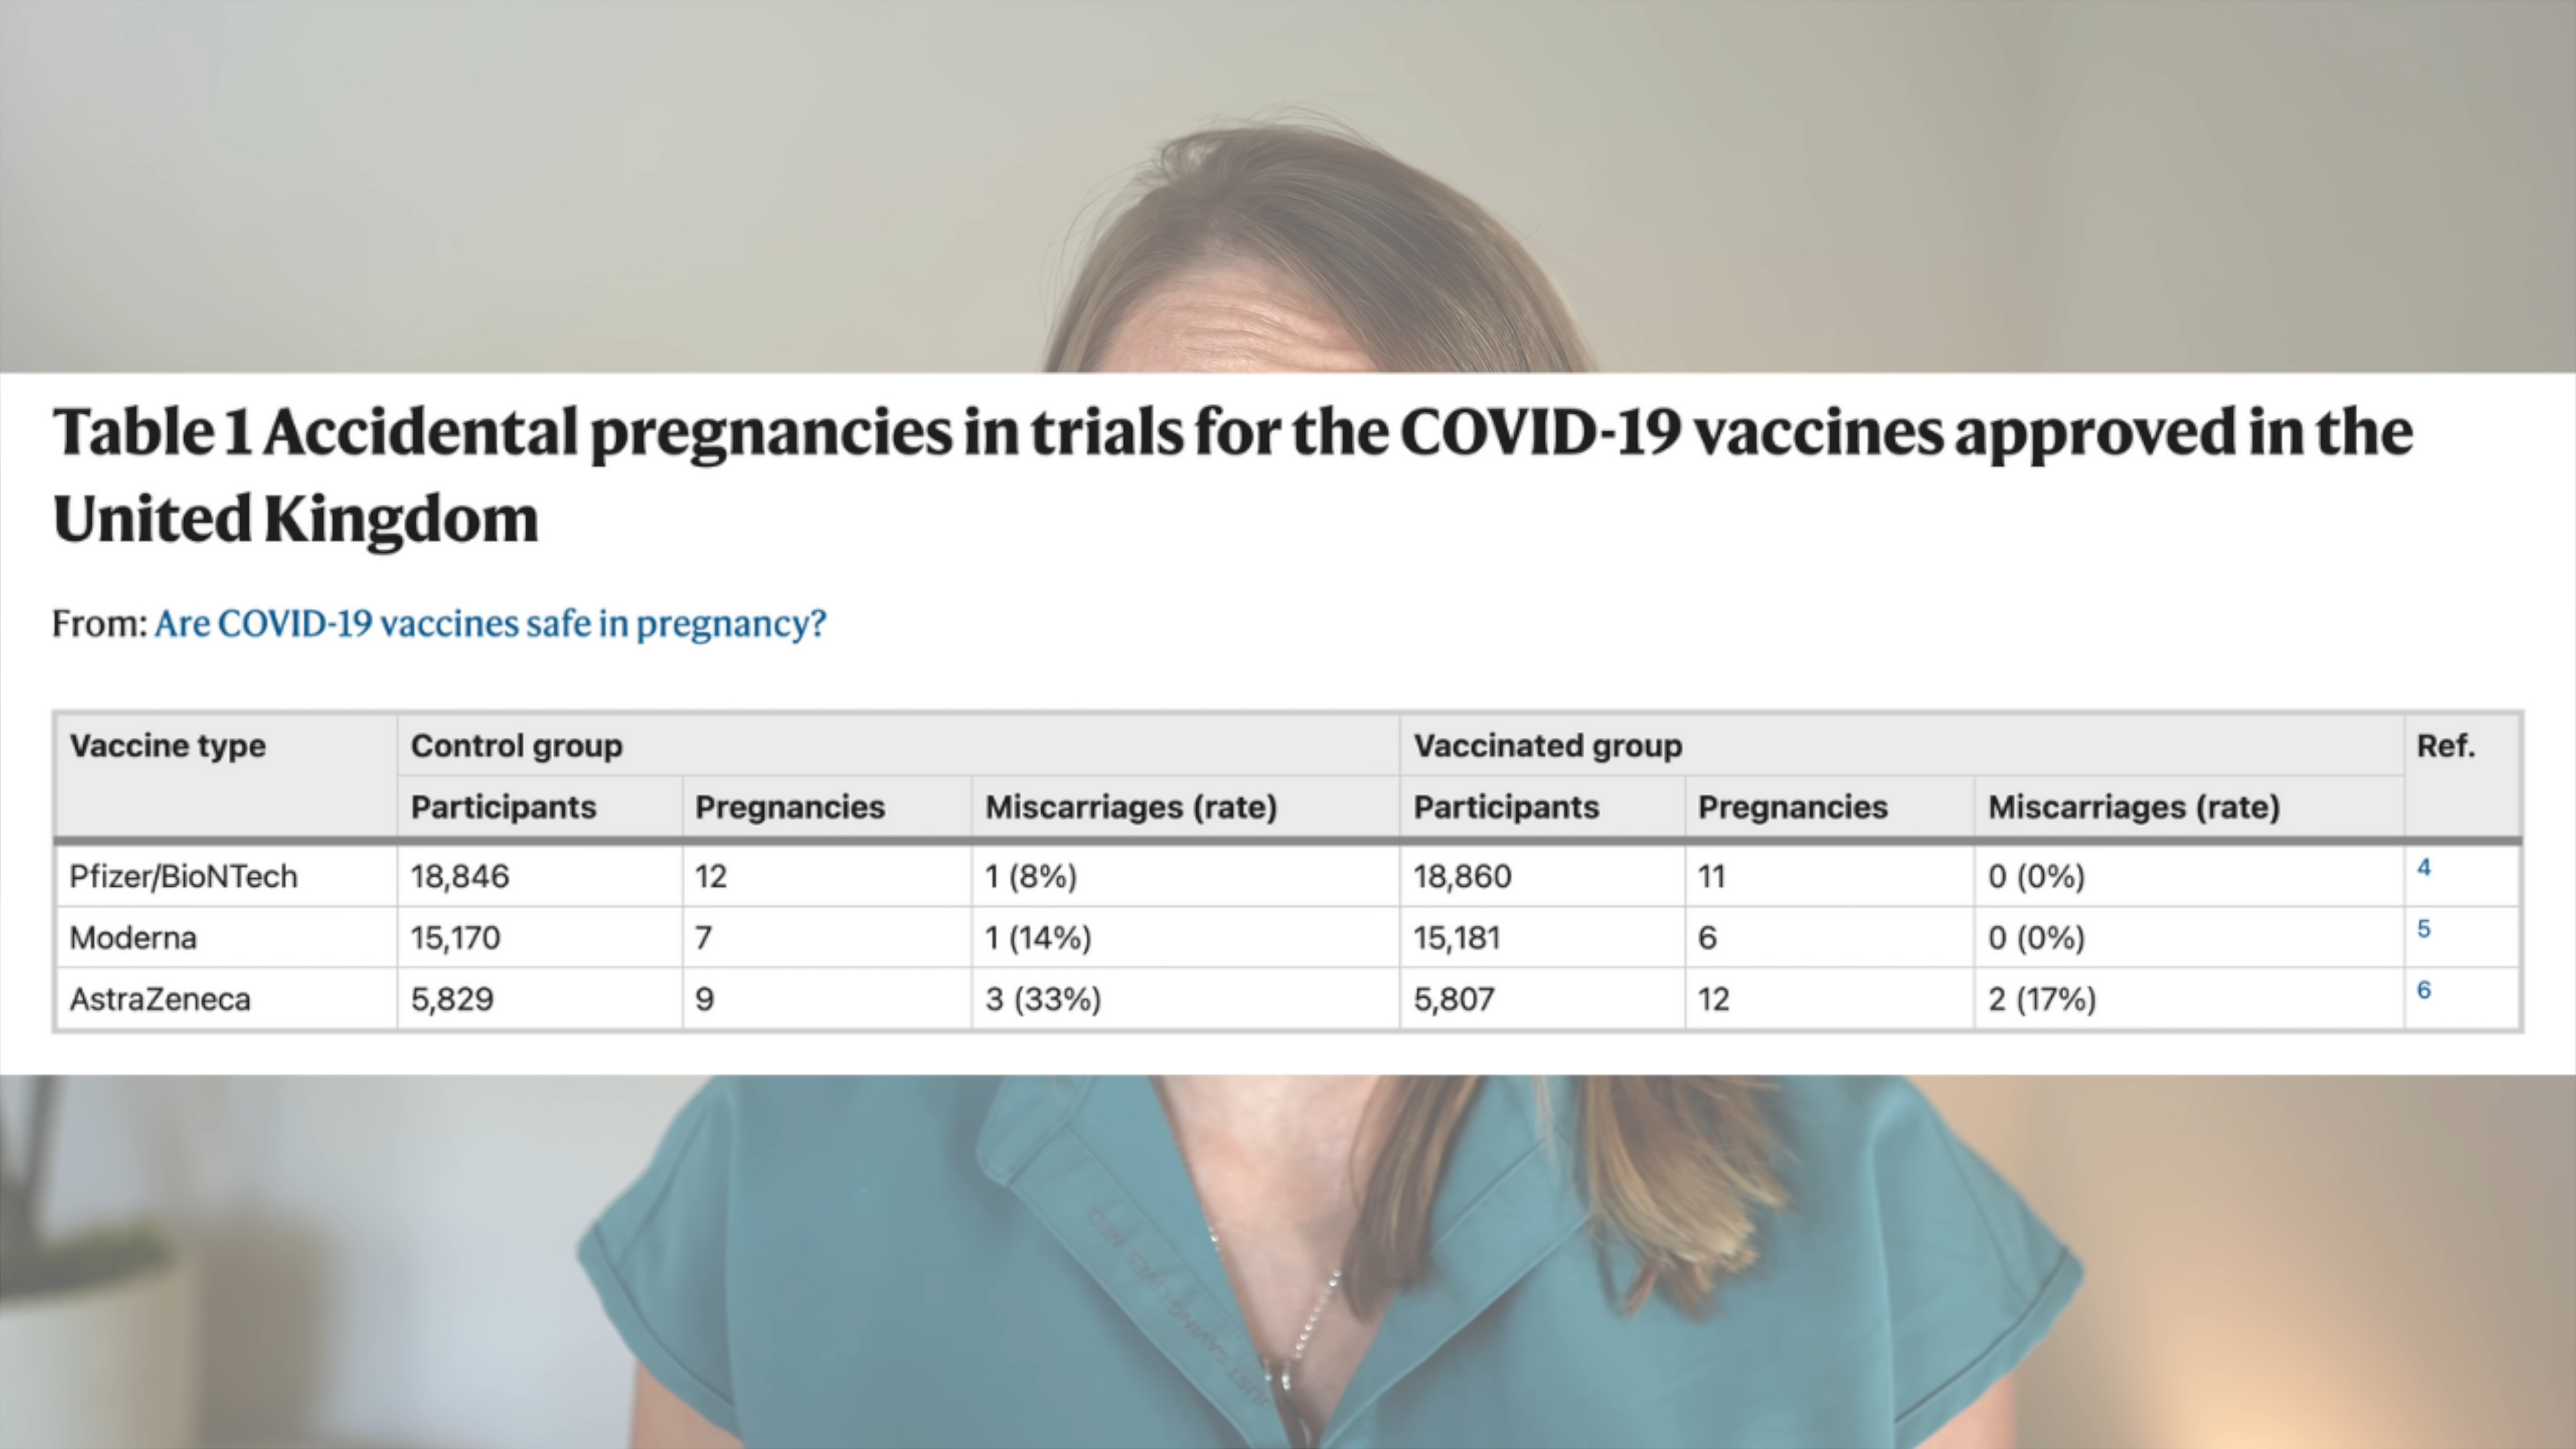 Table 1 Accidental pregnancies in trials for the COVID-19 vaccines approved in the
United Kingdom
From: Are COVID-19 vaccines safe in pregnancy?
Vaccine type Control group Vaccinated group Ref.
Participants Pregnancies Miscarriages (rate) Participants Pregnancies Miscarriages (rate)
Pfizer/BioNTech 18,846 12 1 (8%) 18,860 11 0 (0%) 4
Moderna 15,170 7 1 (14%) 15,181 6 0 (0%) 5
AstraZeneca 5,829 9 3 (33%) 5,807 12 2 (17%) 6
JUST SAVING LIVES